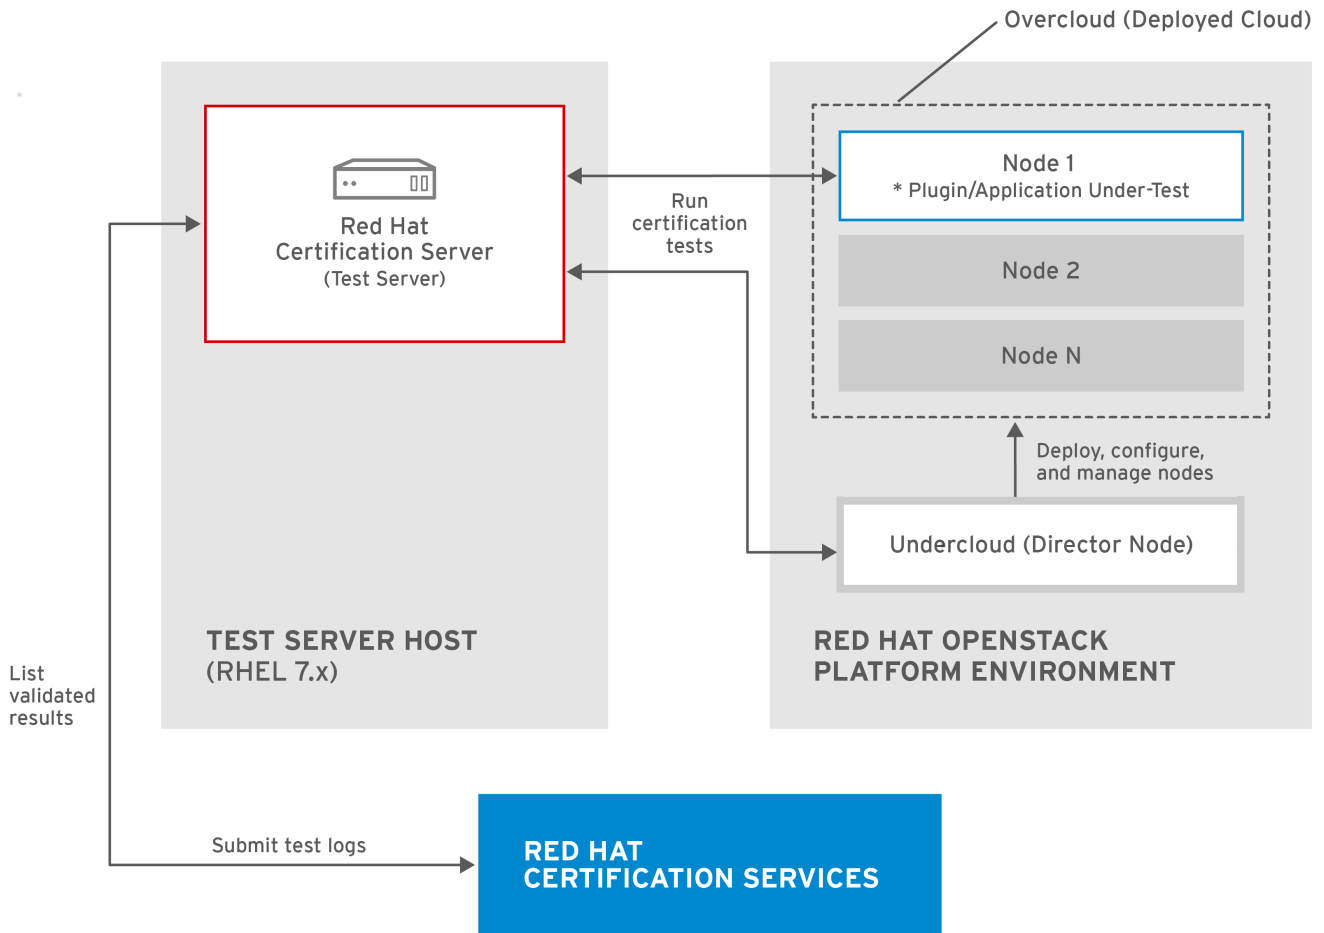 Overcloud (Deployed Cloud)
Red Hat
Certification Server
(Test Server)
Run
certification
tests
Node 1
* Plugin/Application Under-Test
Node 2
Node N
Deploy, configure,
and manage nodes
Undercloud (Director Node)
TEST SERVER HOST
(RHEL 7.x)
RED HAT OPENSTACK
PLATFORM ENVIRONMENT
List
validated
results
Submit test logs
RED HAT
CERTIFICATION SERVICES